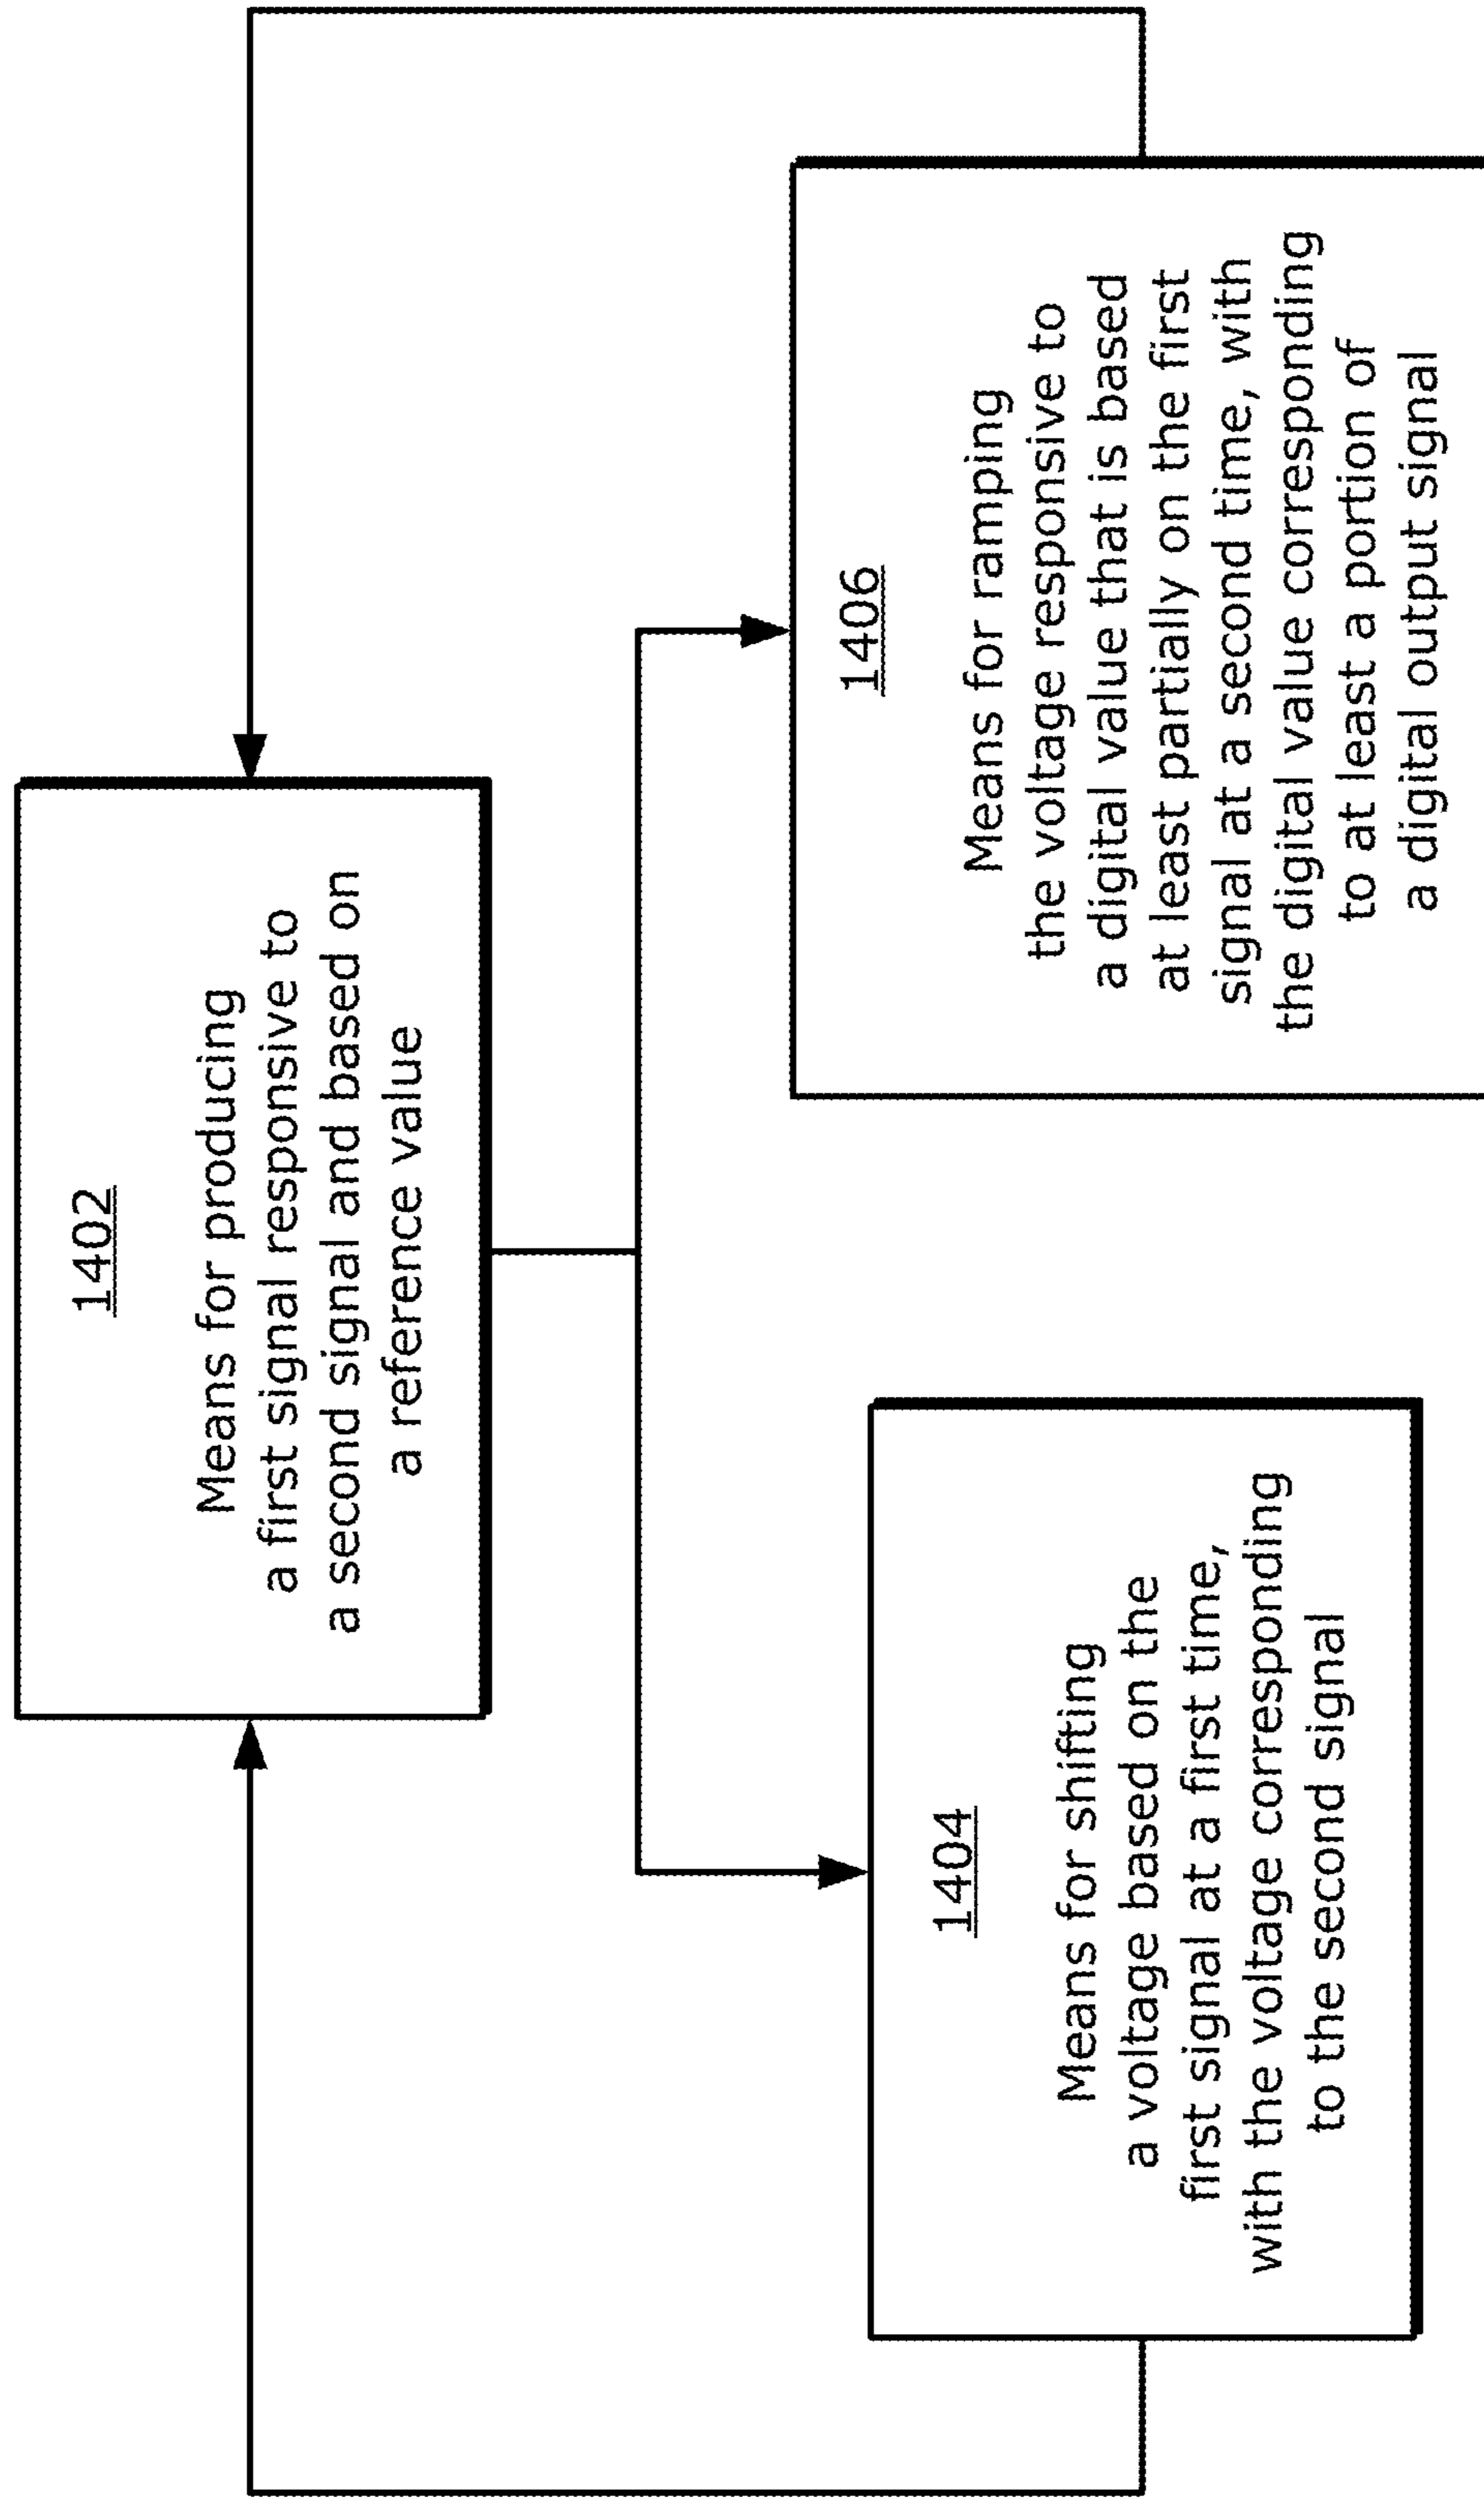 1402
Means for producing
a first signal responsive to
a second signal and based on
a reference value
1404
Means for shifting
a voltage based on the
first signal at a first time,
with the voltage corresponding
to the second signal
1406
Means for ramping
the voltage responsive to
a digital value that is based
at least partially on the first
signal at a second time, with
the digital value corresponding
to at least a portion of
a digital output signal